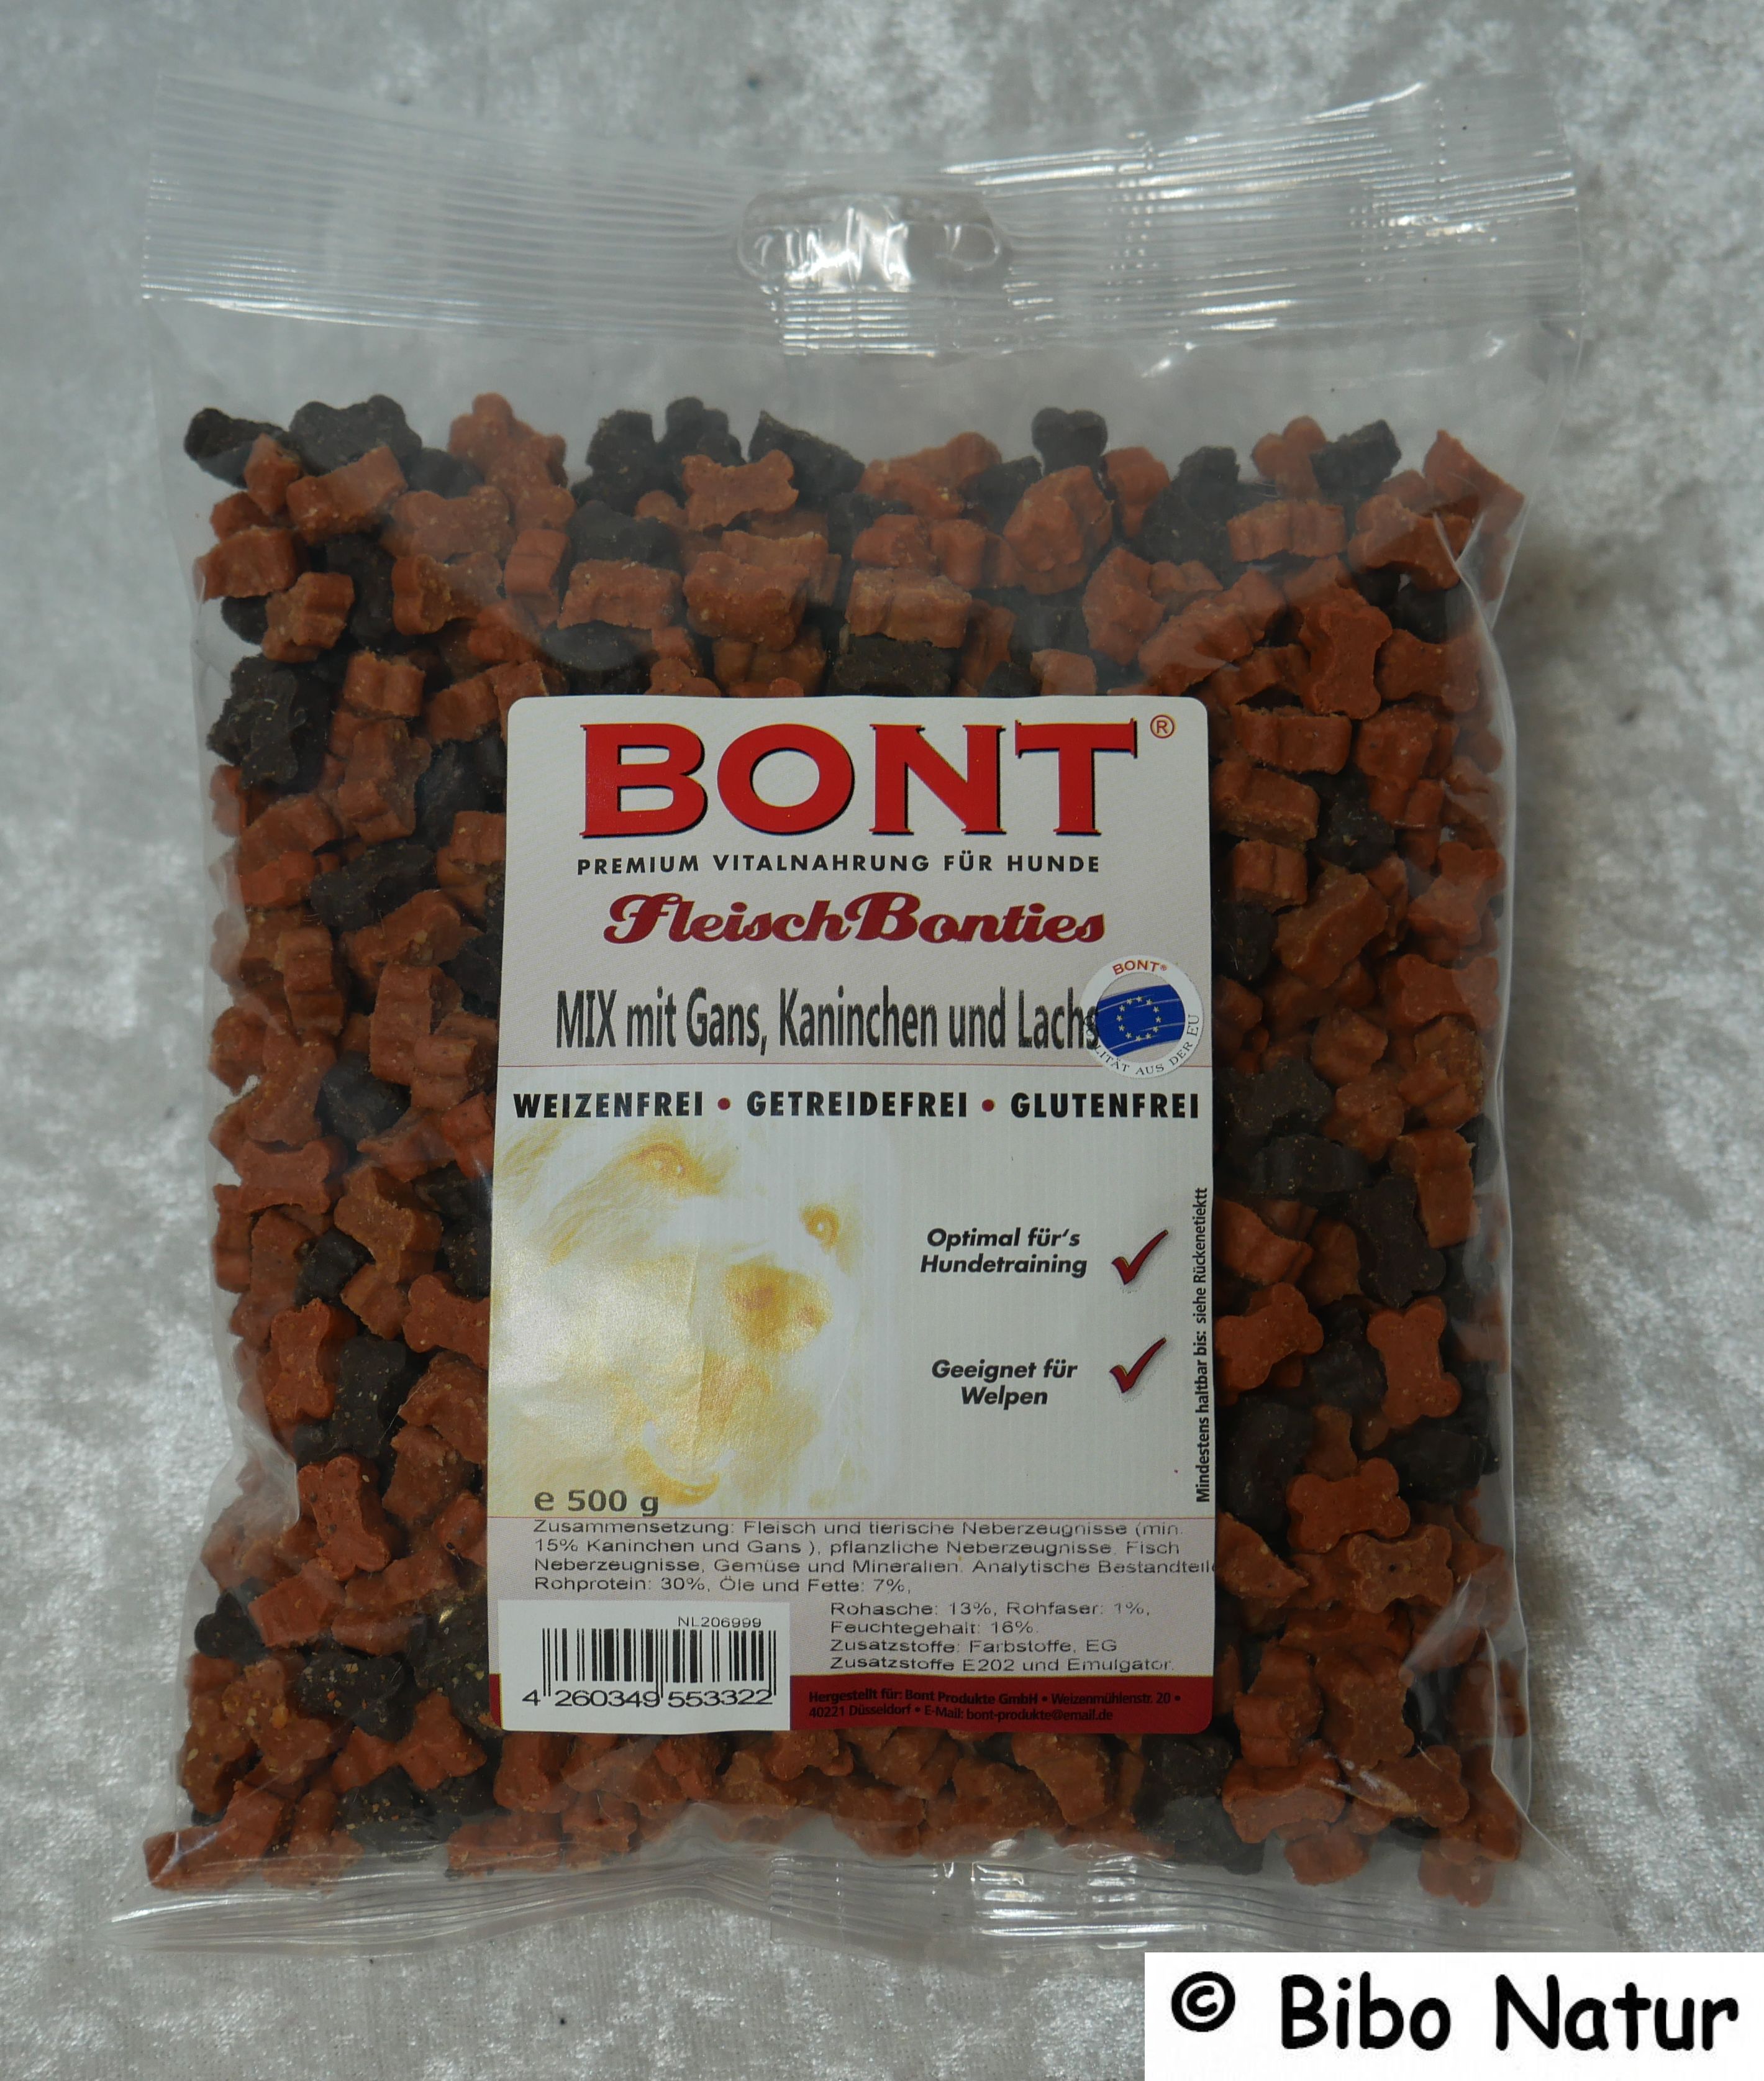 BONT®
PREMIUM VITALNAHRUNG FÜR HUNDE
FleischBonties
MIX mit Gans, Kaninchen und Lachs
BONT®
LITÄT AUS DER EU
WEIZENFREI • GETREIDEFREI • GLUTENFREI
Optimal für's
Hundetraining
Geeignet für
Welpen
Mindestens haltbar bis: siehe Rückenetiektt
e 500 g
Zusammensetzung: Fleisch und tierische Neberzeugnisse (min.
15% Kaninchen und Gans ), pflanzliche Neberzeugnisse, Fisch
Neberzeugnisse, Gemüse und Mineralien. Analytische Bestandteile
Rohprotein: 30%, Öle und Fette: 7%,
Rohasche: 13%, Rohfaser: 1%,
Feuchtegehalt: 16%.
Zusatzstoffe: Farbstoffe, EG
Zusatzstoffe E202 und Emulgator.
NL206999
4 260349 553322
Hergestellt für: Bont Produkte GmbH • Weizenmühlenstr. 20 •
40221 Düsseldorf • E-Mail: bont-produkte@email.de
© Bibo Natur